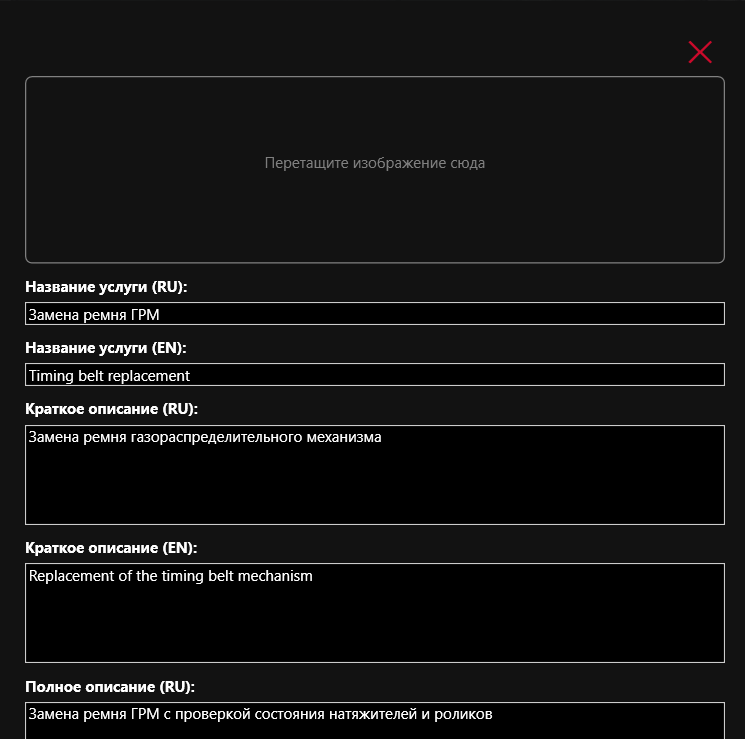 Перетащите изображение сюда
Название услуги (RU):
Замена ремня ГРМ
Название услуги (EN):
Timing belt replacement
Краткое описание (RU):
Замена ремня газораспределительного механизма
Краткое описание (EN):
Replacement of the timing belt mechanism
Полное описание (RU):
Замена ремня ГРМ с проверкой состояния натяжителей и роликов